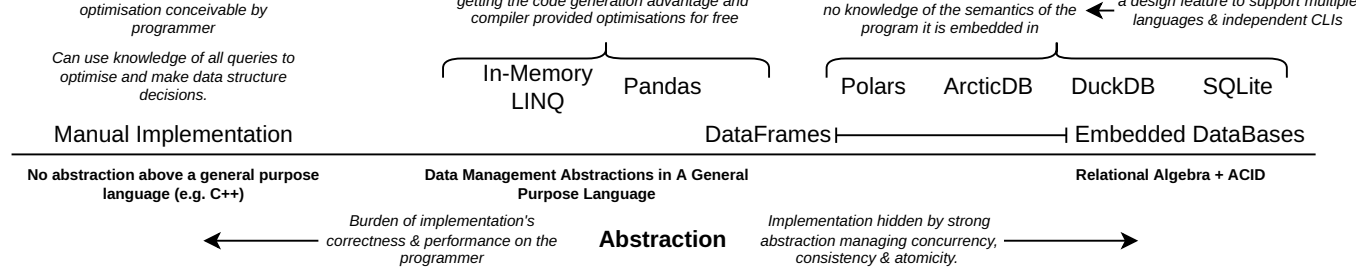 optimisation conceivable by
programmer
getting the code generation advantage and
compiler provided optimisations for free
no knowledge of the semantics of the
program it is embedded in
a design feature to support multiple
languages & independent CLIs
Can use knowledge of all queries to
optimise and make data structure
decisions.
In-Memory
LINQ
Pandas
Polars
ArcticDB
DuckDB
SQLite
Manual Implementation
DataFrames
Embedded DataBases
No abstraction above a general purpose
language (e.g. C++)
Data Management Abstractions in A General
Purpose Language
Relational Algebra + ACID
Burden of implementation's
correctness & performance on the
programmer
Abstraction
Implementation hidden by strong
abstraction managing concurrency,
consistency & atomicity.